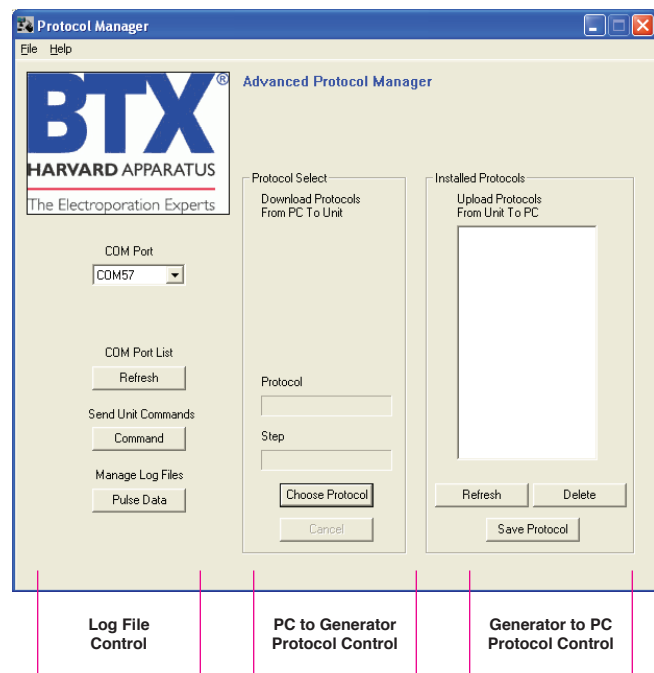 Protocol Manager
File Help
BTX®
HARVARD APPARATUS
The Electroporation Experts
Advanced Protocol Manager
COM Port
COM57
COM Port List
Refresh
Send Unit Commands
Command
Manage Log Files
Pulse Data
Protocol Select
Download Protocols
From PC To Unit
Protocol
Step
Choose Protocol
Cancel
Installed Protocols
Upload Protocols
From Unit To PC
Refresh Delete
Save Protocol
Log File
Control
PC to Generator
Protocol Control
Generator to PC
Protocol Control